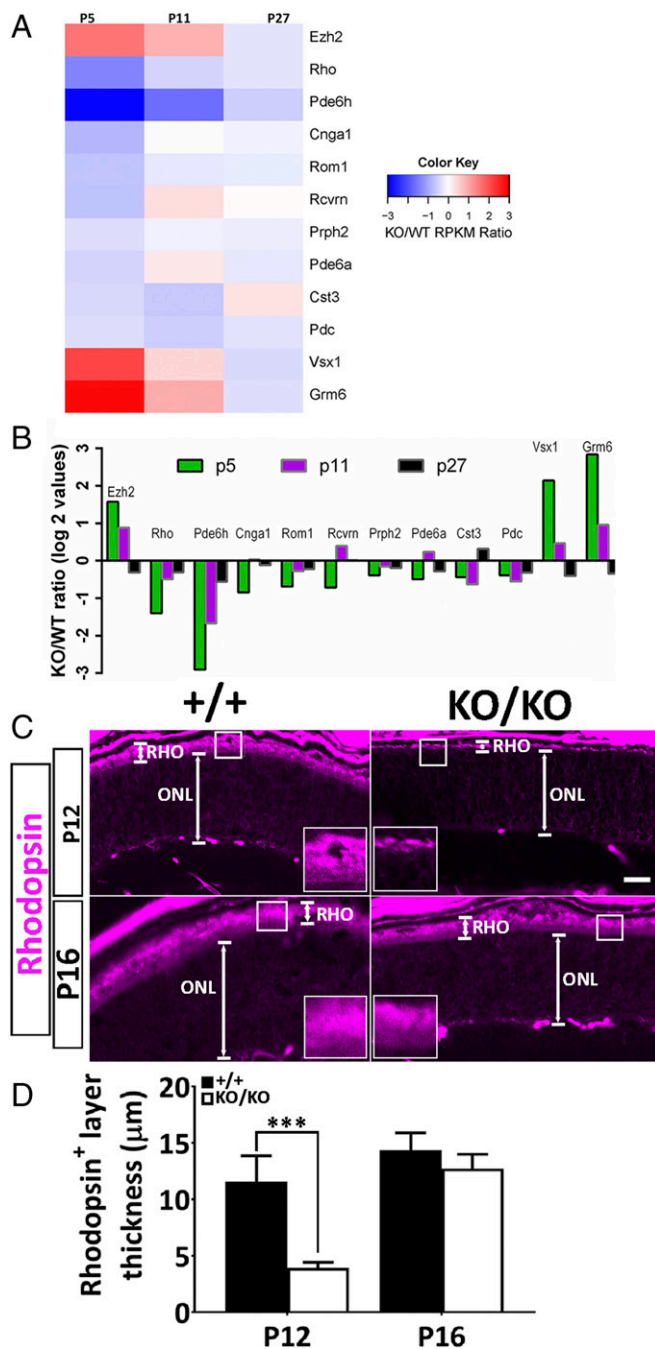 A
P5 P11 P27
Ezh2
Rho
Pde6h
Cnga1
Rom1
Rcvrn
Prph2
Pde6a
Cst3
Pdc
Vsx1
Grm6
Color Key
−3 −1 0 1 2 3
KO/WT RPKM Ratio
B
KO/WT ratio (log 2 values)
3
2
1
0
-1
-2
-3
p5 p11 p27
Ezh2 Rho Pde6h Cnga1 Rom1 Rcvrn Prph2 Pde6a Cst3 Pdc Vsx1 Grm6
+/+ KO/KO
C
Rhodopsin
P12
RHO
ONL
RHO
ONL
P16
RHO
ONL
RHO
ONL
D
Rhodopsin+ layer
thickness (μm)
20
15
10
5
0
+/+
KO/KO
***
P12 P16